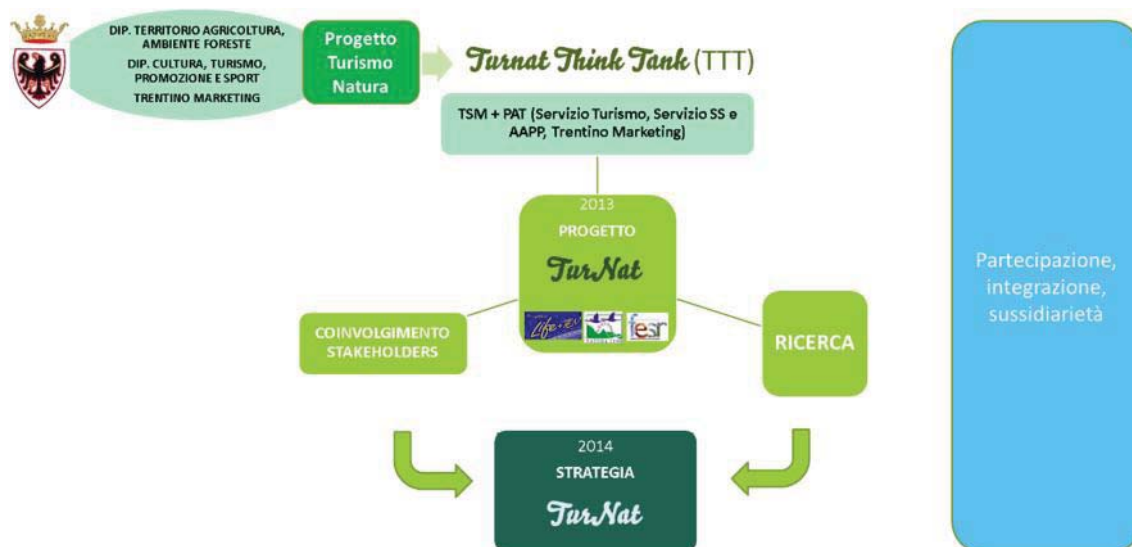 DIP. TERRITORIO AGRICOLTURA,
AMBIENTE FORESTE
DIP. CULTURA, TURISMO,
PROMOZIONE E SPORT
TRENTINO MARKETING
Progetto
Turismo
Natura
Turnat Think Tank (TTT)
TSM + PAT (Servizio Turismo, Servizio SS e
AAPP, Trentino Marketing)
2013
PROGETTO
TurNat
Life+
fesr
COINVOLGIMENTO
STAKEHOLDERS
RICERCA
2014
STRATEGIA
TurNat
Partecipazione,
integrazione,
sussidiarietà